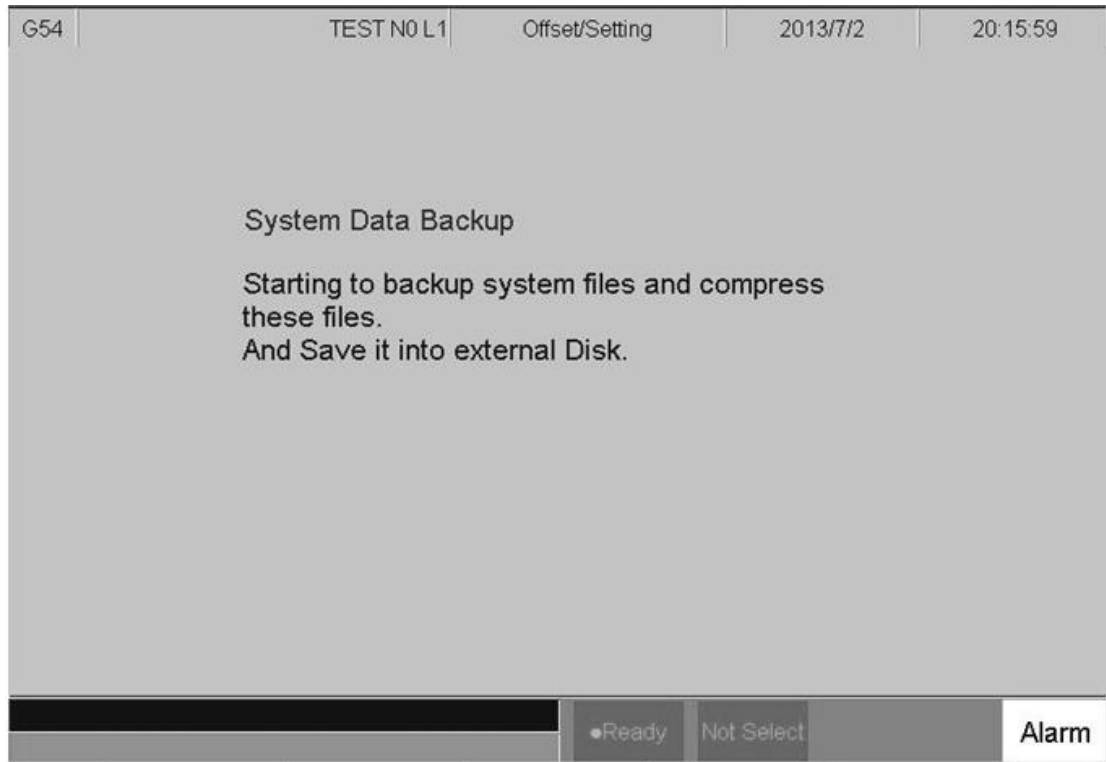 G54 TEST N0 L1 Offset/Setting 2013/7/2 20:15:59
System Data Backup
Starting to backup system files and compress
these files.
And Save it into external Disk.
●Ready Not Select Alarm